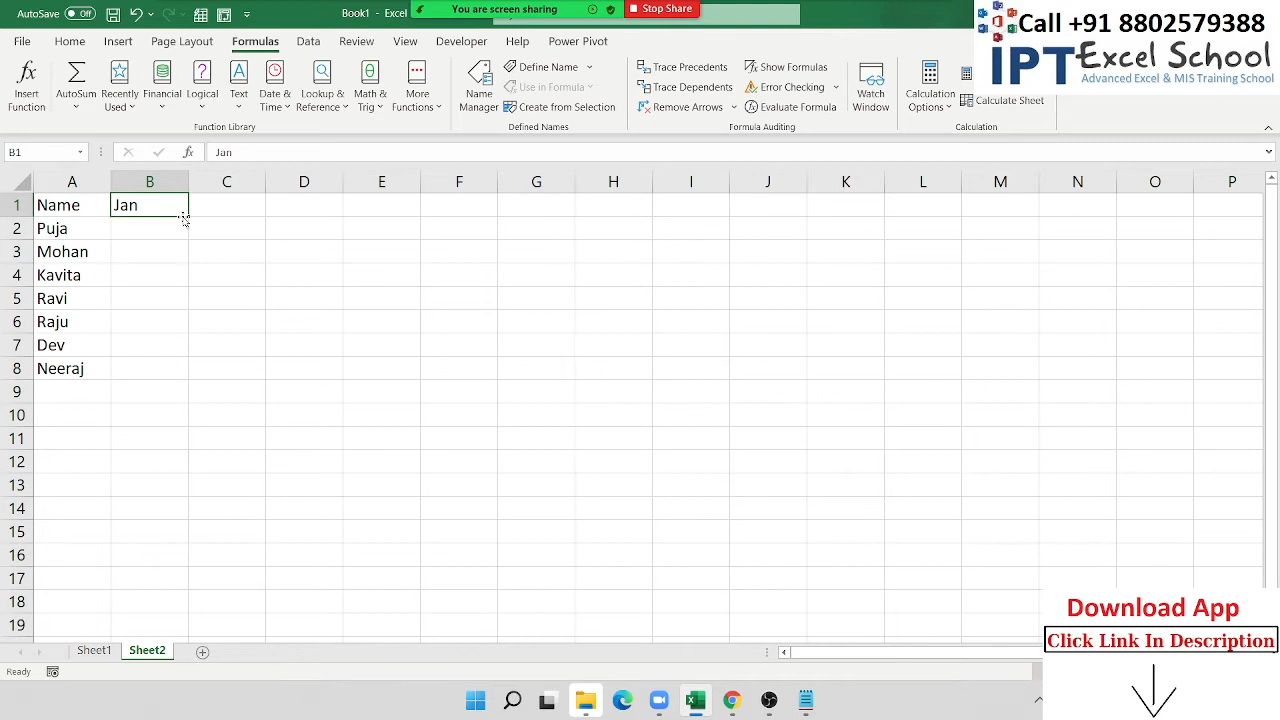 AutoSave Off
Book1 - Excel
You are screen sharing
Stop Share
Call +91 8802579388
IPT Excel School
Advanced Excel & MIS Training School
File Home Insert Page Layout Formulas Data Review View Developer Help Power Pivot
Insert Function
AutoSum
Recently Used
Financial
Logical
Text
Date & Time
Lookup & Reference
Math & Trig
More Functions
Function Library
Name Manager
Define Name
Use in Formula
Create from Selection
Defined Names
Trace Precedents
Trace Dependents
Remove Arrows
Show Formulas
Error Checking
Evaluate Formula
Formula Auditing
Watch Window
Calculation Options
Calculate Sheet
Calculation
B1 fx Jan
A B C D E F G H I J K L M N O P
1 Name Jan
2 Puja
3 Mohan
4 Kavita
5 Ravi
6 Raju
7 Dev
8 Neeraj
9
10
11
12
13
14
15
16
17
18
19
Sheet1 Sheet2
Ready
Download App
Click Link In Description